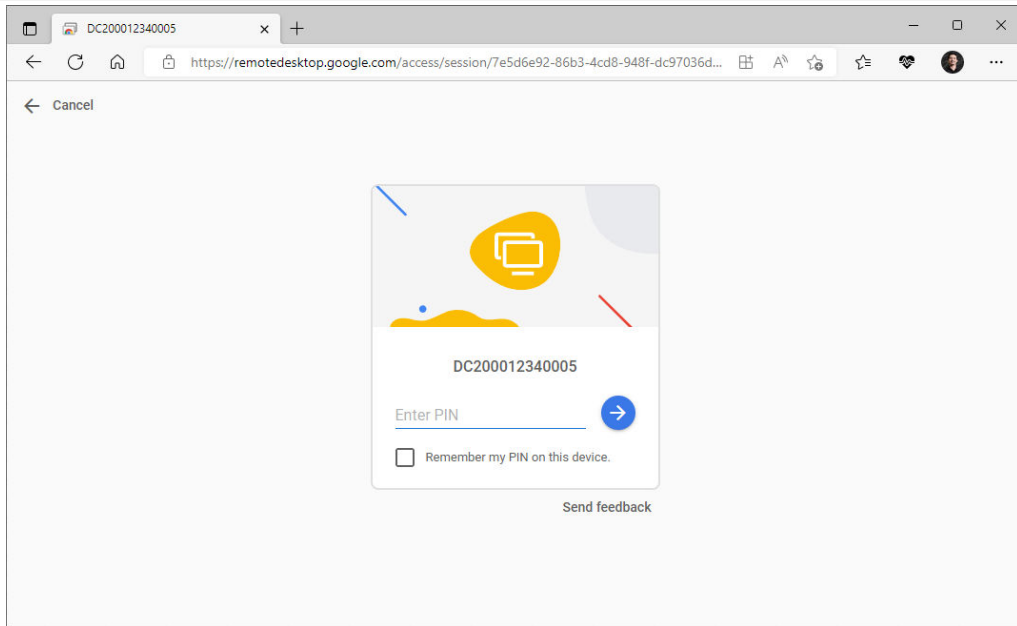 DC200012340005
https://remotedesktop.google.com/access/session/7e5d6e92-86b3-4cd8-948f-dc97036d...
Cancel
DC200012340005
Enter PIN
Remember my PIN on this device.
Send feedback